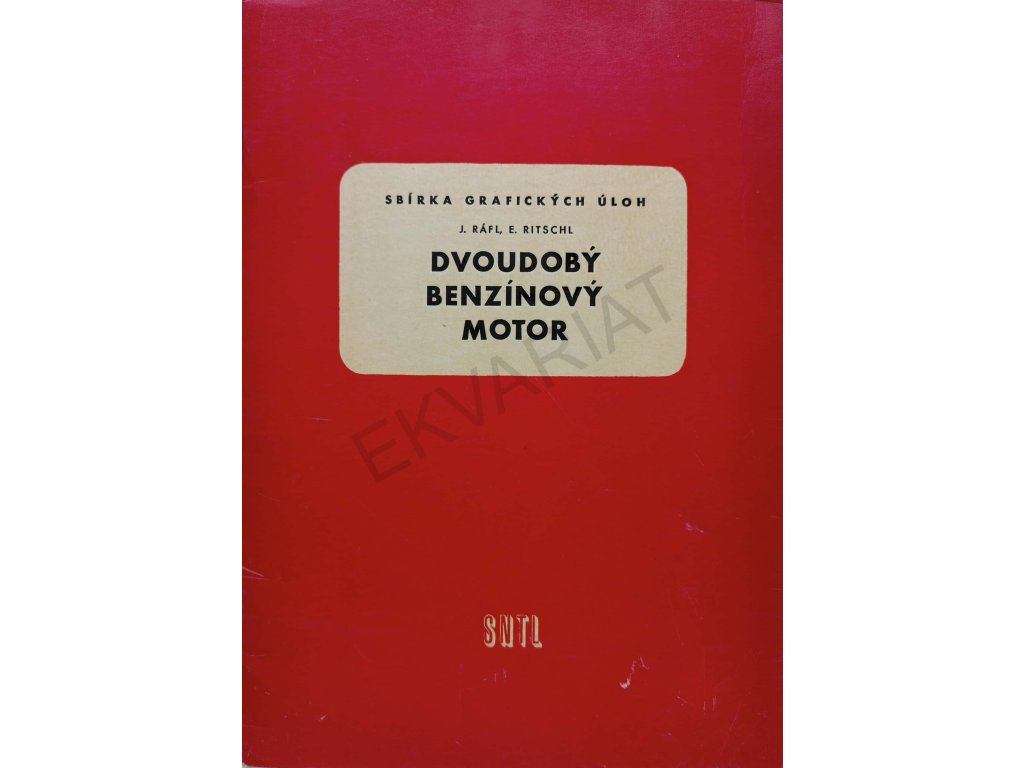 SBÍRKA GRAFICKÝCH ÚLOH
J. RÁFL, E. RITSCHL
DVOUDOBÝ
BENZÍNOVÝ
MOTOR
EKVARIAT
SNTL